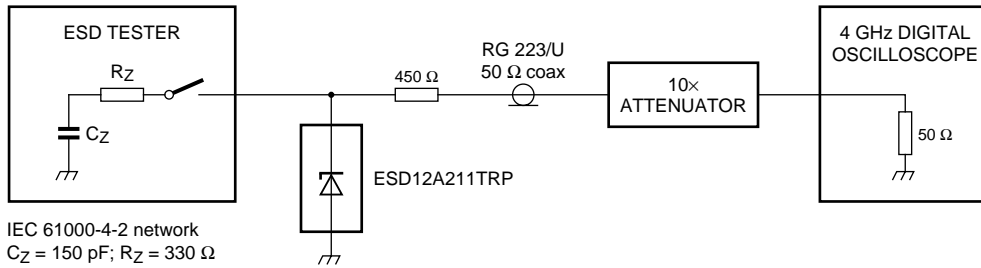 ESD TESTER
RZ
CZ
450 Ω
RG 223/U
50 Ω coax
10×
ATTENUATOR
4 GHz DIGITAL
OSCILLOSCOPE
50 Ω
ESD12A211TRP
IEC 61000-4-2 network
CZ = 150 pF; RZ = 330 Ω